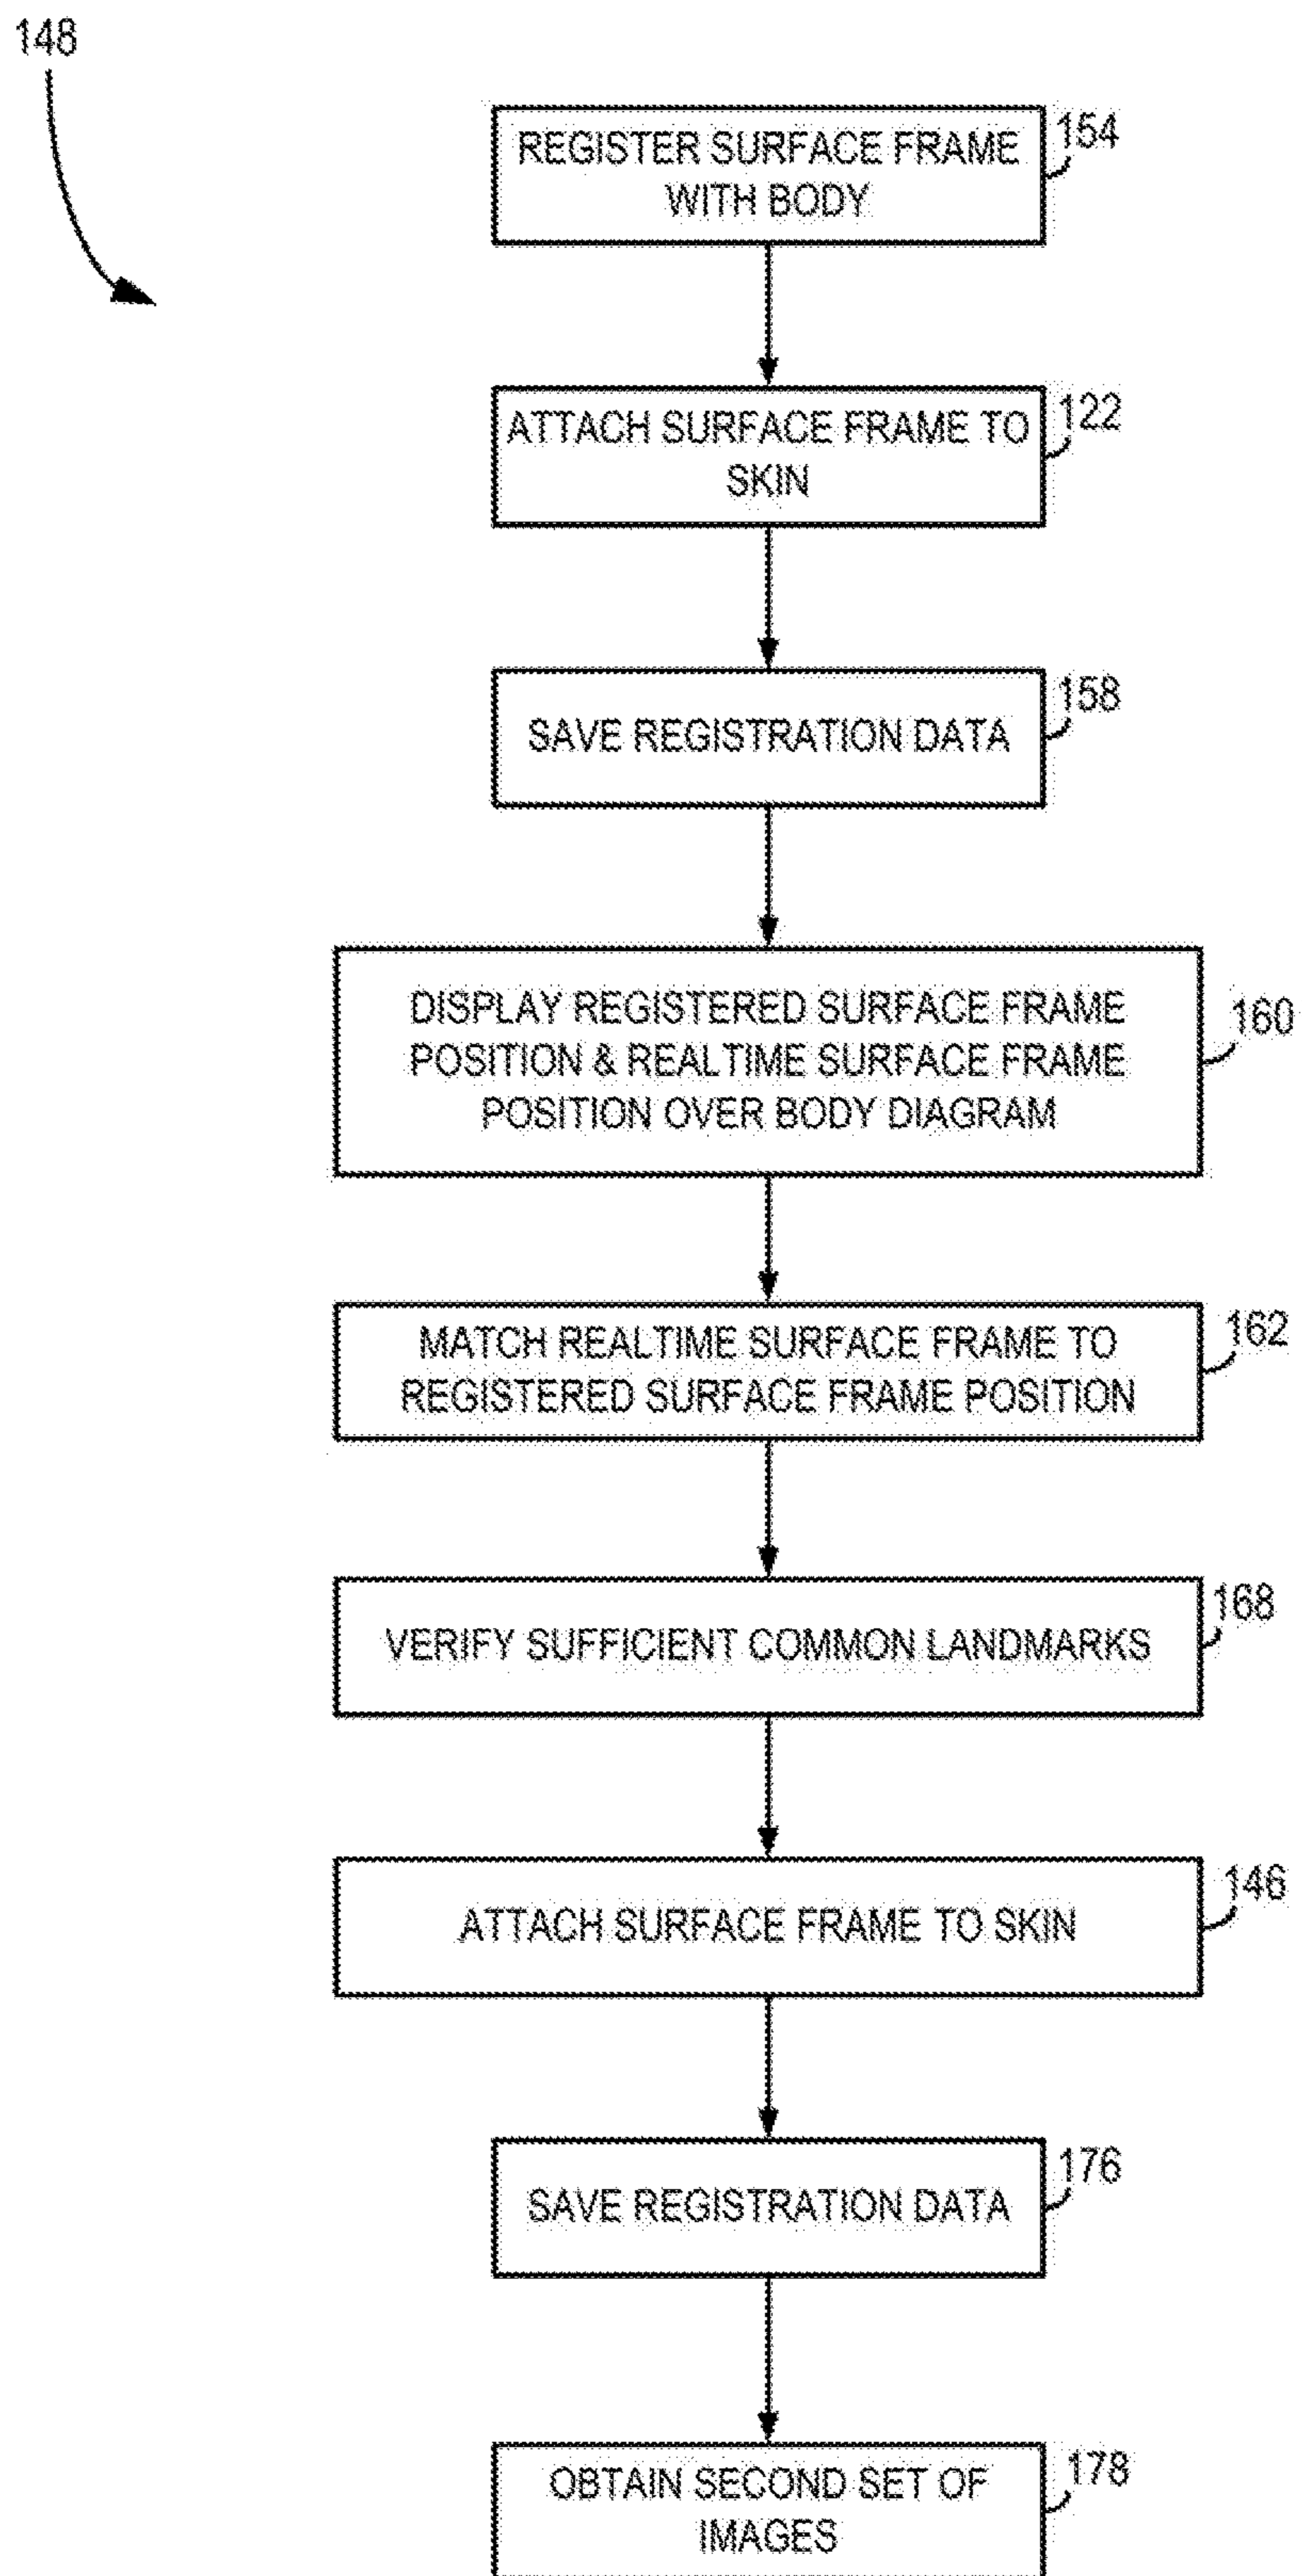 148
REGISTER SURFACE FRAME
WITH BODY
154
ATTACH SURFACE FRAME TO
SKIN
122
SAVE REGISTRATION DATA
158
DISPLAY REGISTERED SURFACE FRAME
POSITION & REALTIME SURFACE FRAME
POSITION OVER BODY DIAGRAM
160
MATCH REALTIME SURFACE FRAME TO
REGISTERED SURFACE FRAME POSITION
162
VERIFY SUFFICIENT COMMON LANDMARKS
168
ATTACH SURFACE FRAME TO SKIN
146
SAVE REGISTRATION DATA
176
OBTAIN SECOND SET OF
IMAGES
178